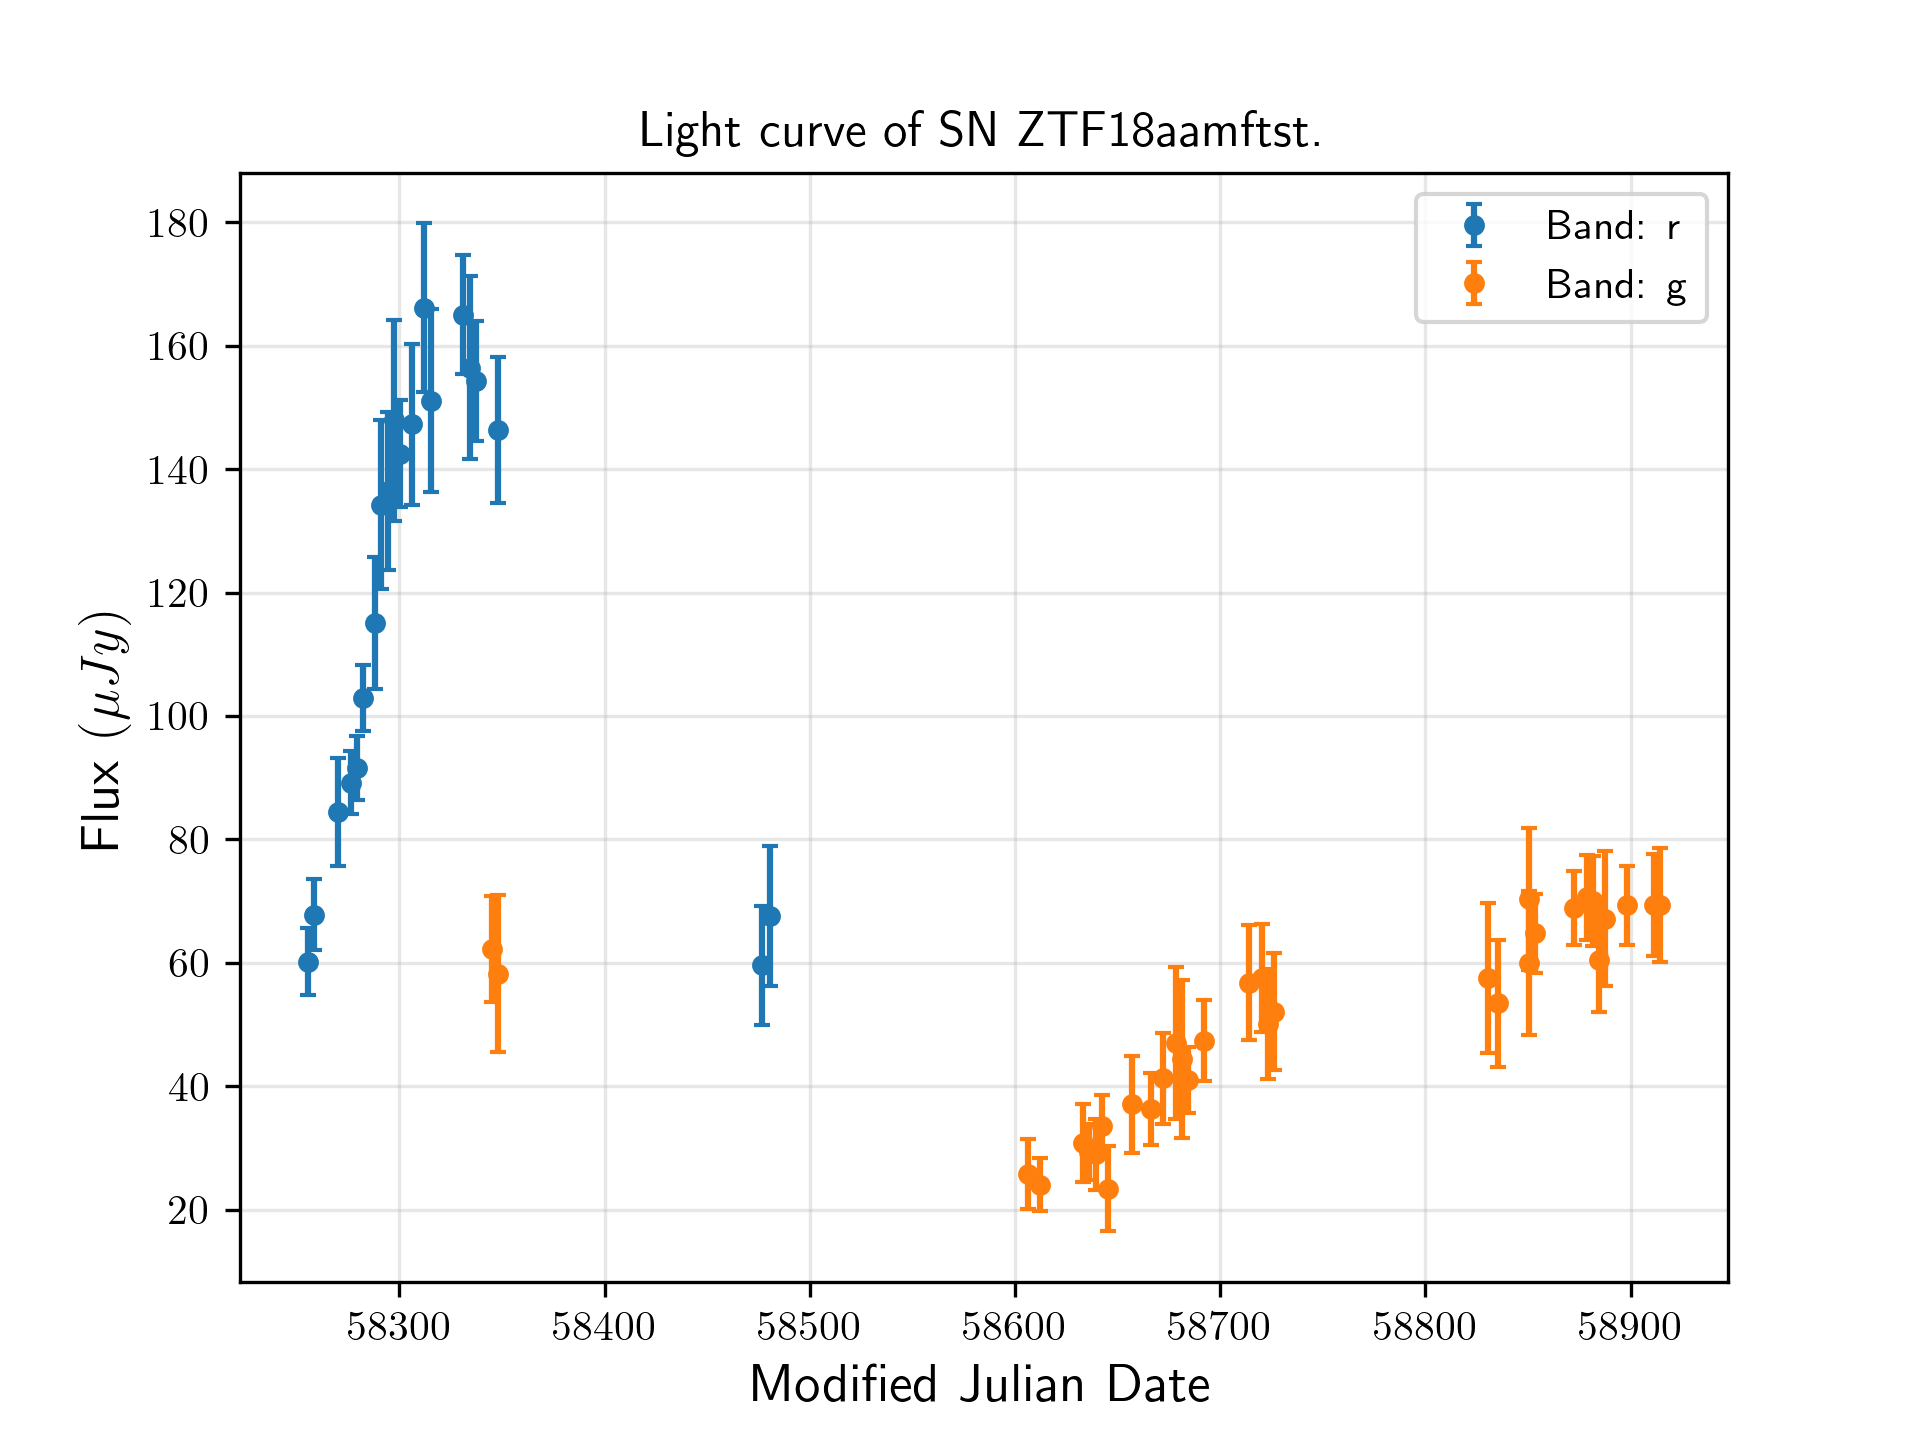 Light curve of SN ZTF18aamftst.
Band: r
Band: g
180
160
140
120
100
80
60
40
20
Flux (μJy)
58300 58400 58500 58600 58700 58800 58900
Modified Julian Date